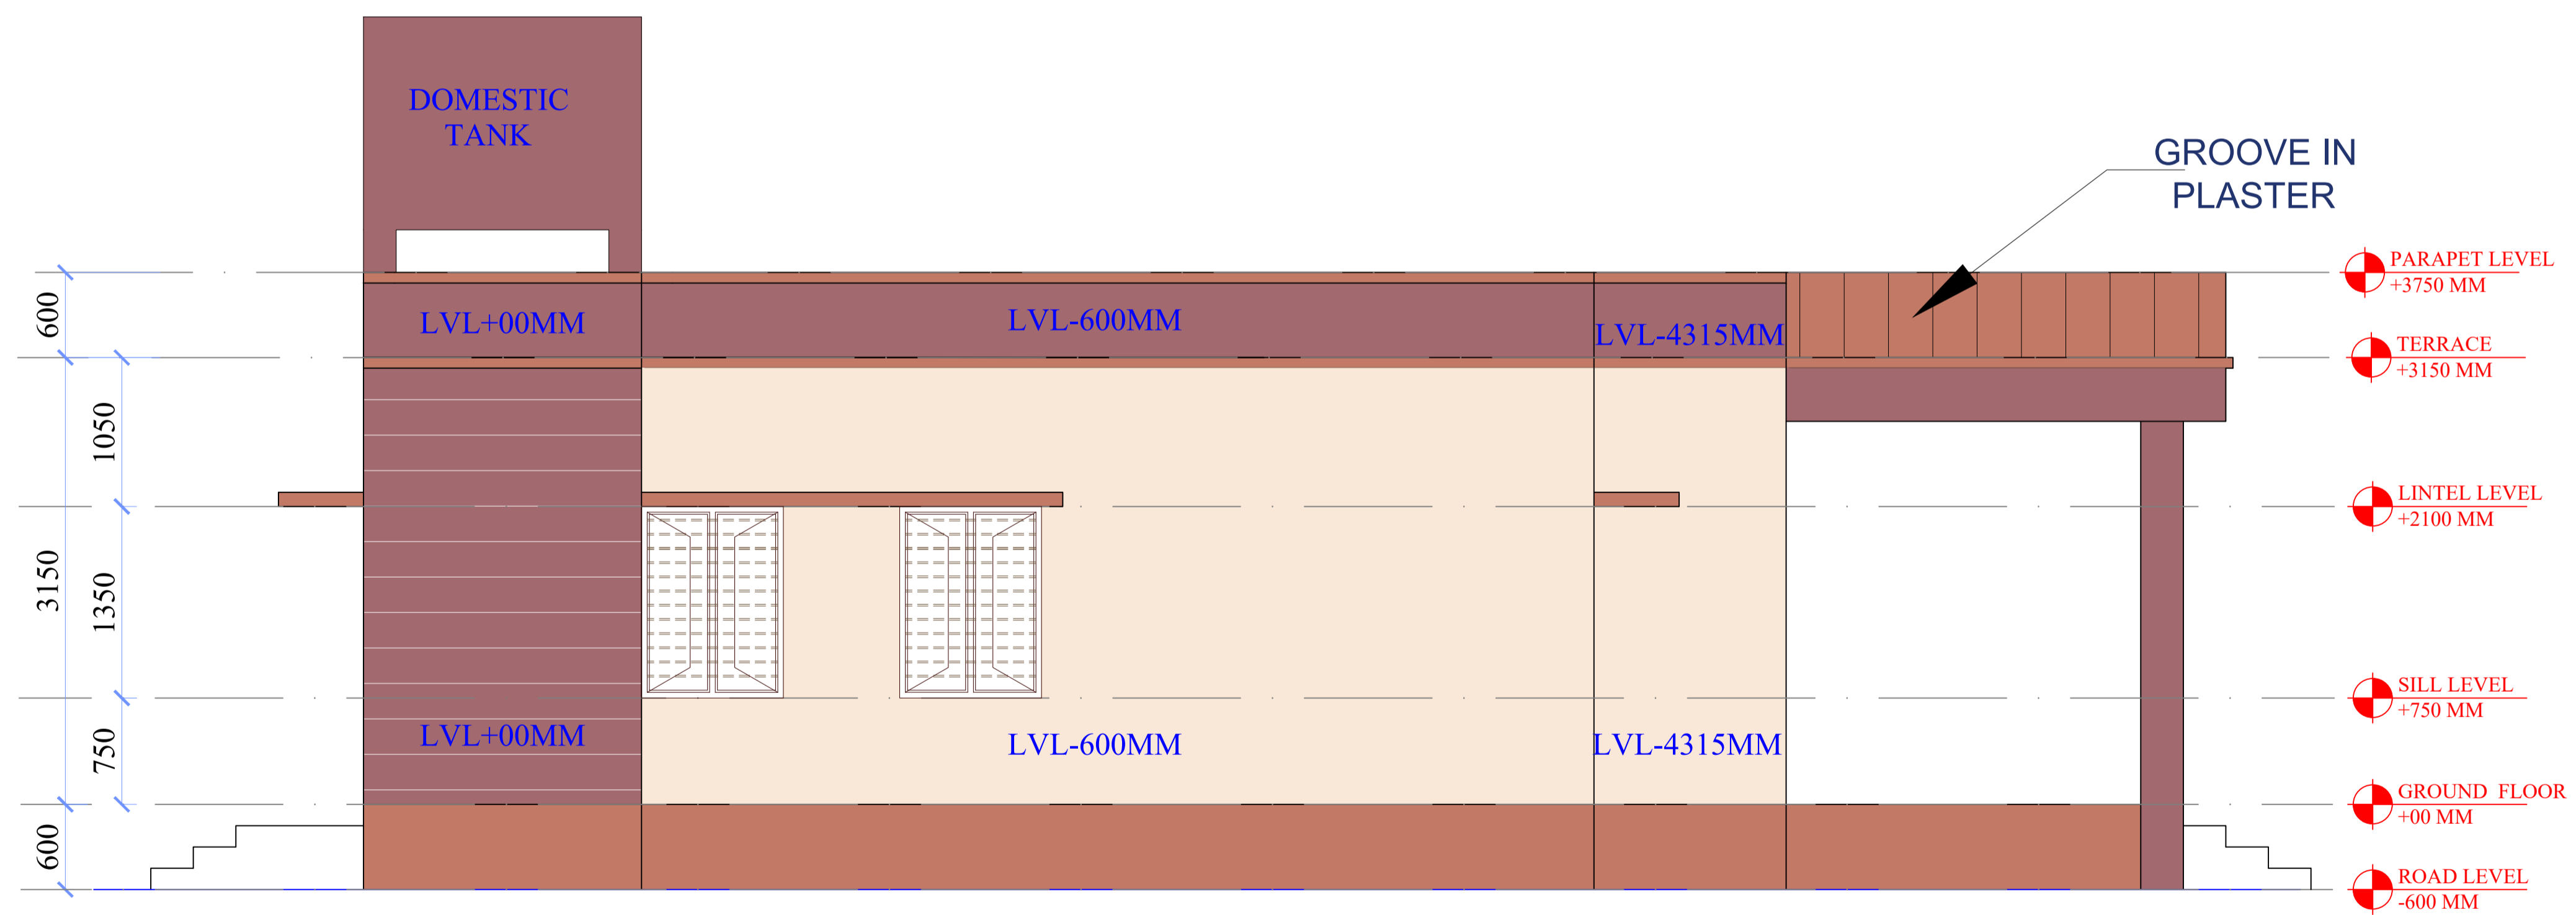 DOMESTIC
TANK
GROOVE IN
PLASTER
PARAPET LEVEL
+3750 MM
600
LVL+00MM
LVL-600MM
LVL-4315MM
TERRACE
+3150 MM
1050
LINTEL LEVEL
+2100 MM
3150
1350
SILL LEVEL
+750 MM
750
LVL+00MM
LVL-600MM
LVL-4315MM
GROUND FLOOR
+00 MM
600
ROAD LEVEL
-600 MM